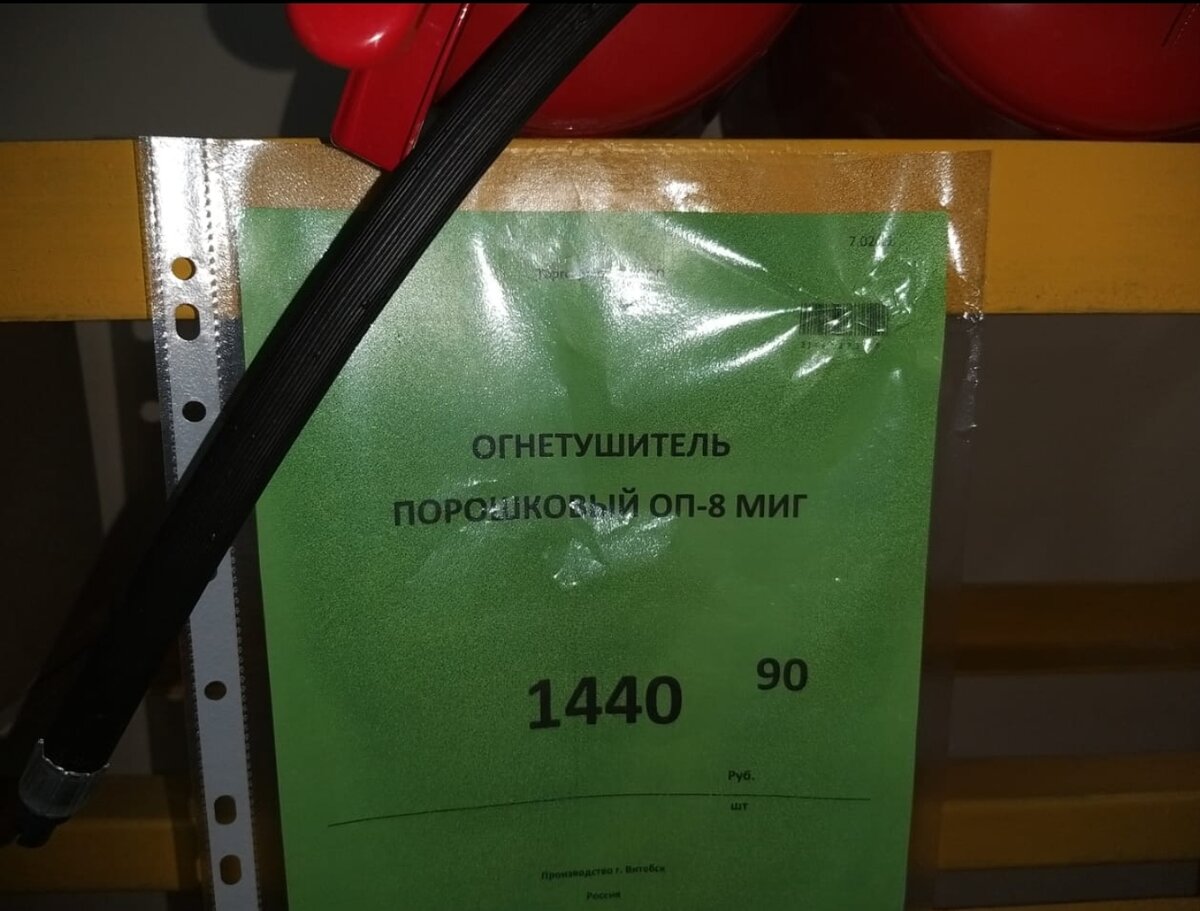 ОГНЕТУШИТЕЛЬ
ПОРОШКОВЫЙ ОП-8 МИГ
1440 90
Руб.
шт
Производство г. Витебск
Россия